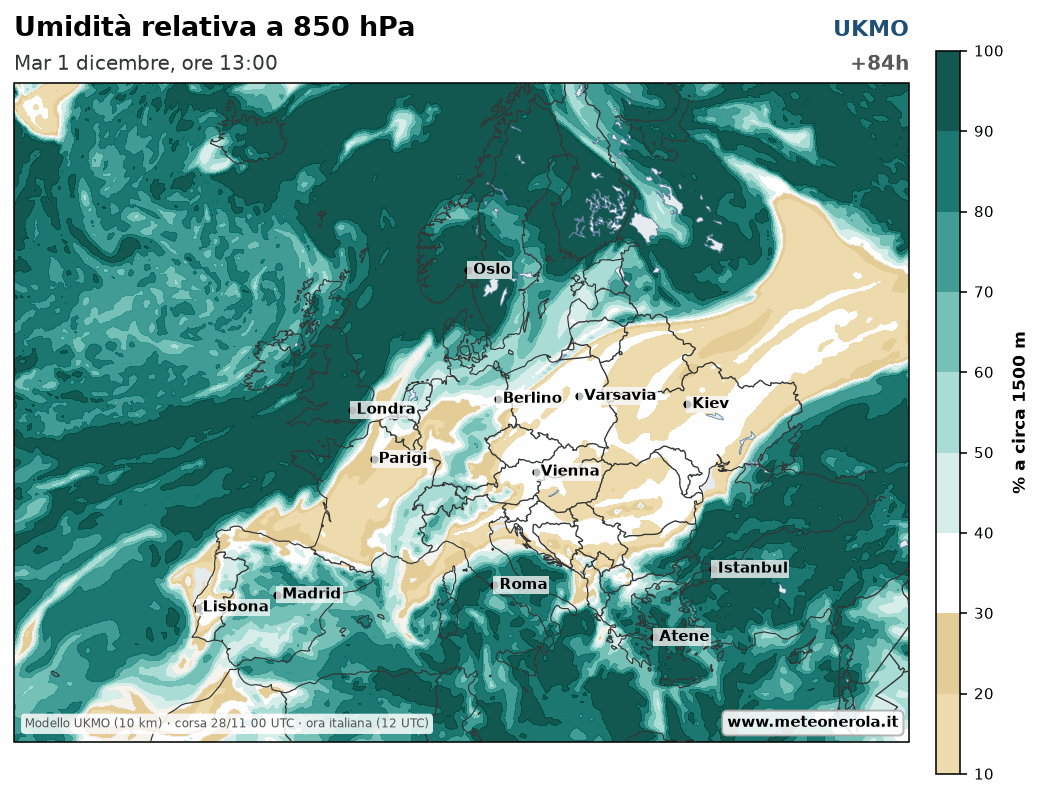 Umidità relativa a 850 hPa
UKMO
Mar 1 dicembre, ore 13:00
+84h
100
90
80
70
60
50
40
30
20
10
% a circa 1500 m
Oslo
Londra
Berlino
Varsavia
Kiev
Parigi
Vienna
Roma
Istanbul
Madrid
Lisbona
Atene
Modello UKMO (10 km) · corsa 28/11 00 UTC · ora italiana (12 UTC)
www.meteonerola.it